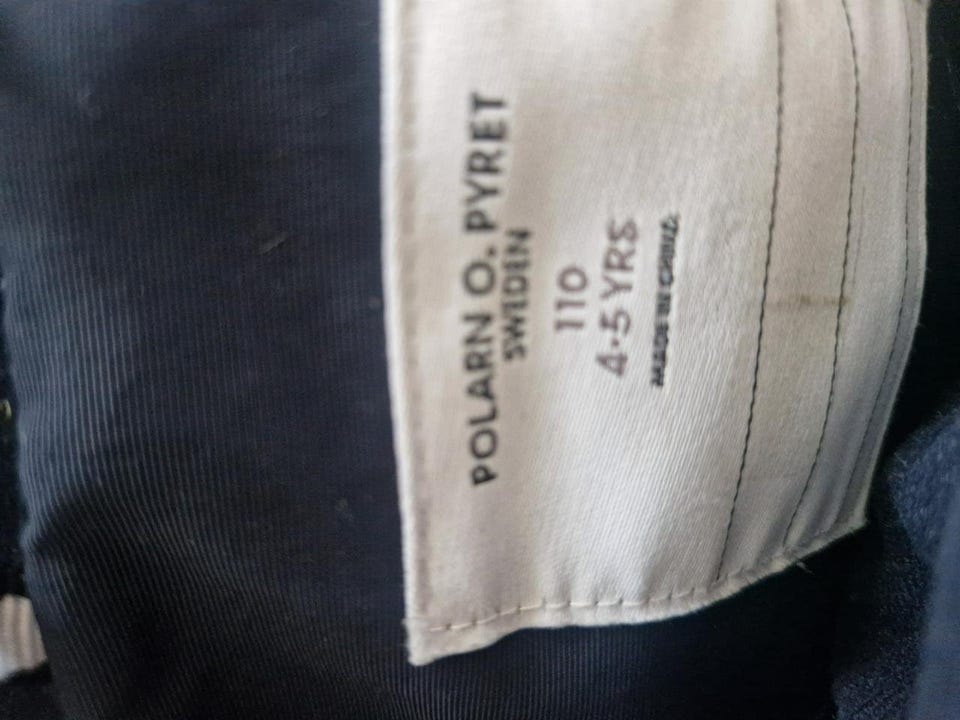 POLARN O. PYRET
SWEDEN
110
4-5 YRS
MADE IN CHINA